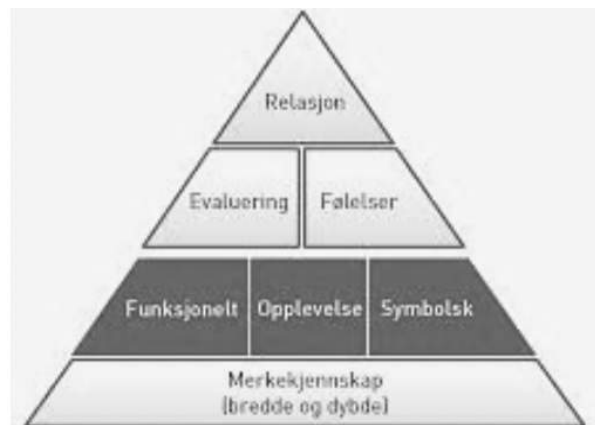 Relasjon
Evaluering Følelser
Funksjonelt Opplevelse Symbolsk
Merkekjennskap
(bredde og dybde)